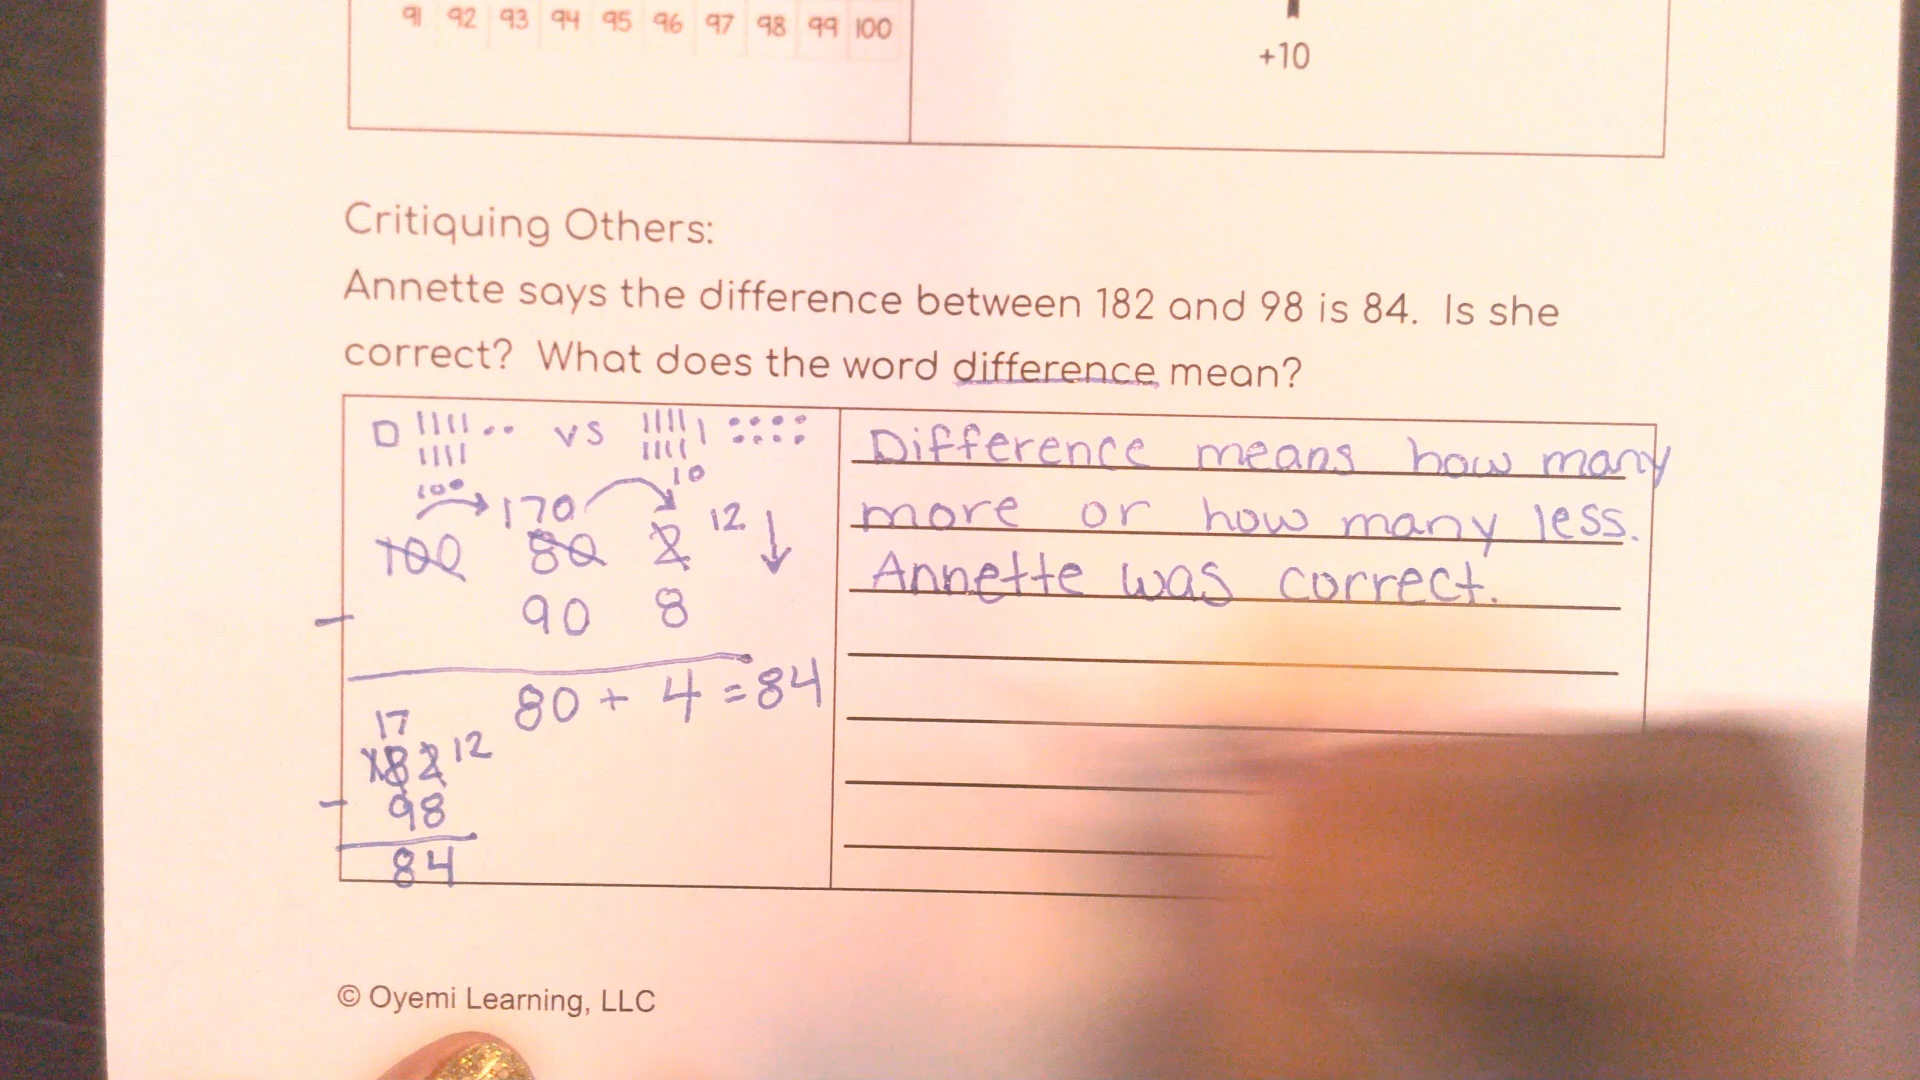 91 92 93 94 95 96 97 98 99 100
+10
Critiquing Others:
Annette says the difference between 182 and 98 is 84. Is she
correct? What does the word difference mean?
vs
100 10
170 12
100 80 2
- 90 8
80 + 4 = 84
17
182 12
- 98
84
Difference means how many
more or how many less.
Annette was correct.
© Oyemi Learning, LLC